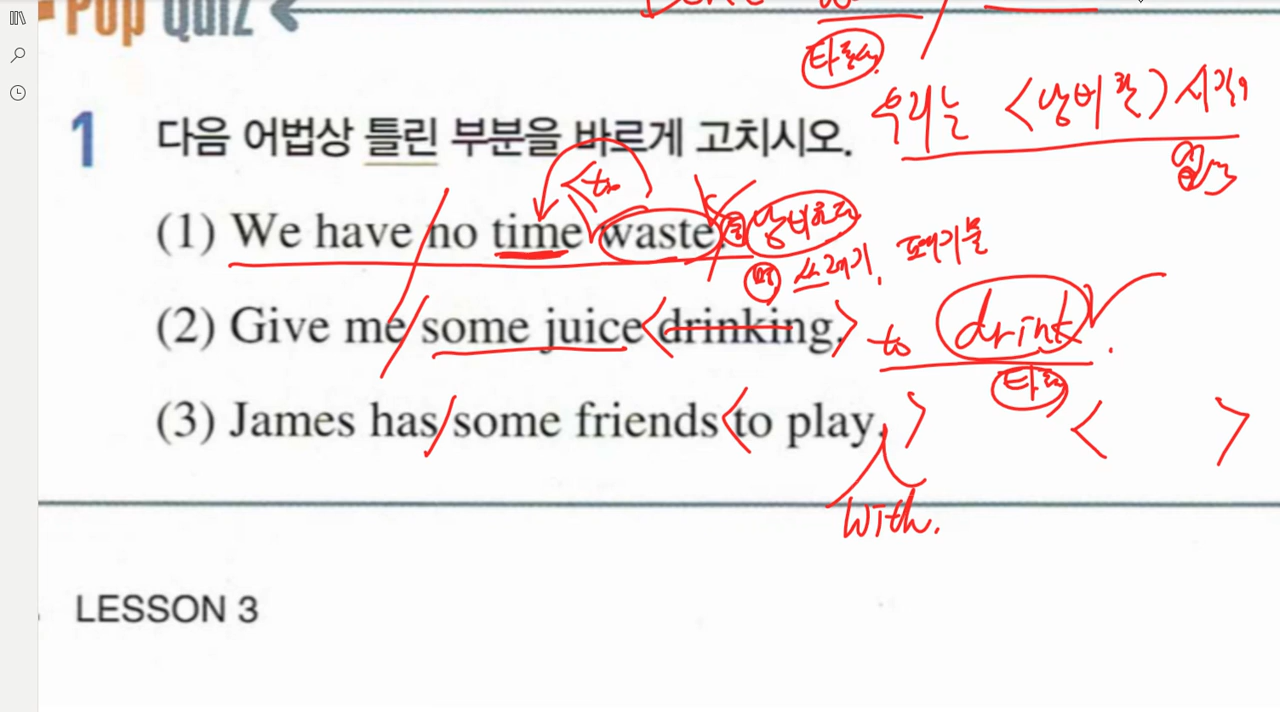 Pop Quiz
타동사
우리는 <낭비할> 시간이
없다
1 다음 어법상 틀린 부분을 바르게 고치시오.
<to
(1) We have no time waste. 동 낭비하다
명 쓰레기, 폐기물
(2) Give me some juice <drinking.> to drink.
타동
(3) James has some friends <to play.> < >
with.
LESSON 3